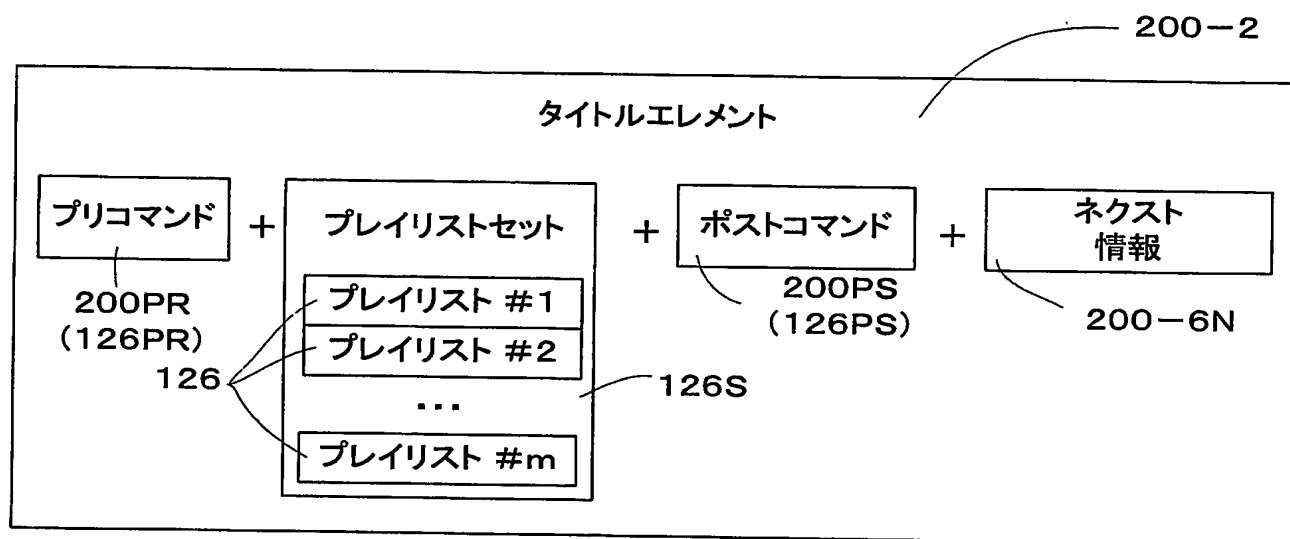 200-2
タイトルエレメント
プリコマンド
+
プレイリストセット
+
ポストコマンド
+
ネクスト
情報
200PR
(126PR)
プレイリスト #1
プレイリスト #2
...
プレイリスト #m
126
126S
200PS
(126PS)
200-6N